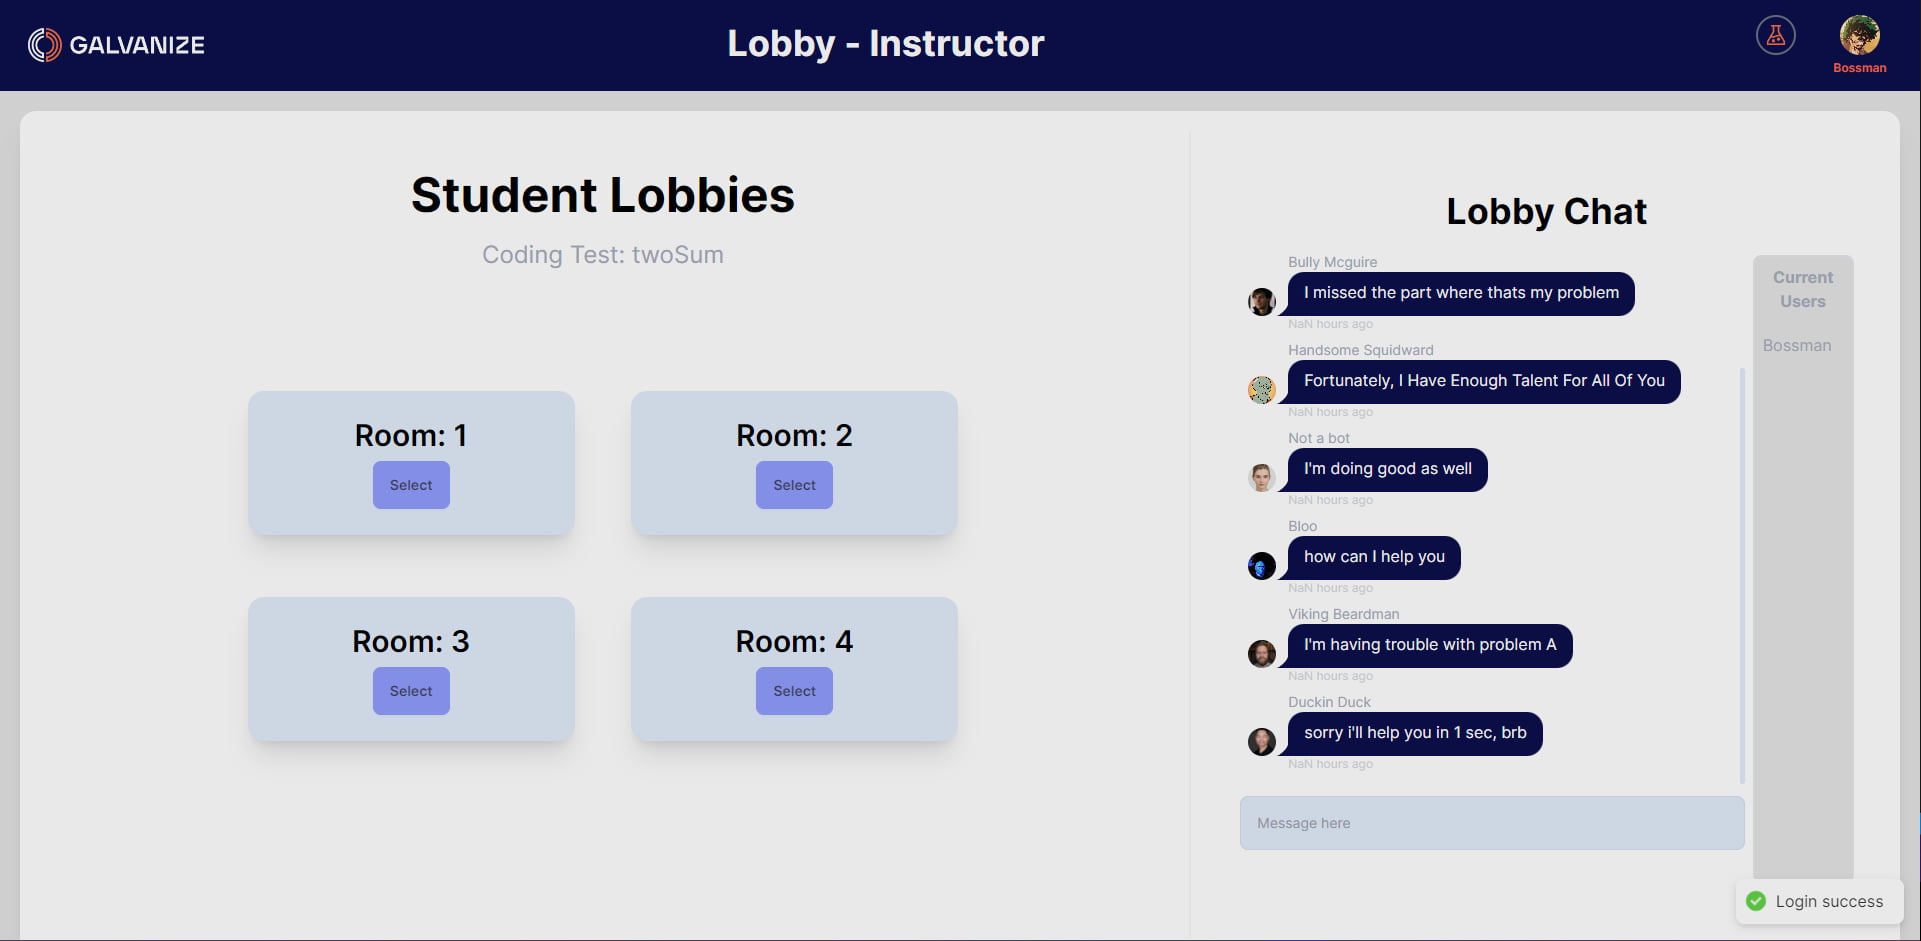 GALVANIZE
Lobby - Instructor
Bossman
Student Lobbies
Coding Test: twoSum
Room: 1
Select
Room: 2
Select
Room: 3
Select
Room: 4
Select
Lobby Chat
Bully Mcguire
I missed the part where thats my problem
NaN hours ago
Handsome Squidward
Fortunately, I Have Enough Talent For All Of You
NaN hours ago
Not a bot
I'm doing good as well
NaN hours ago
Bloo
how can I help you
NaN hours ago
Viking Beardman
I'm having trouble with problem A
NaN hours ago
Duckin Duck
sorry i'll help you in 1 sec, brb
NaN hours ago
Message here
Current
Users
Bossman
Login success